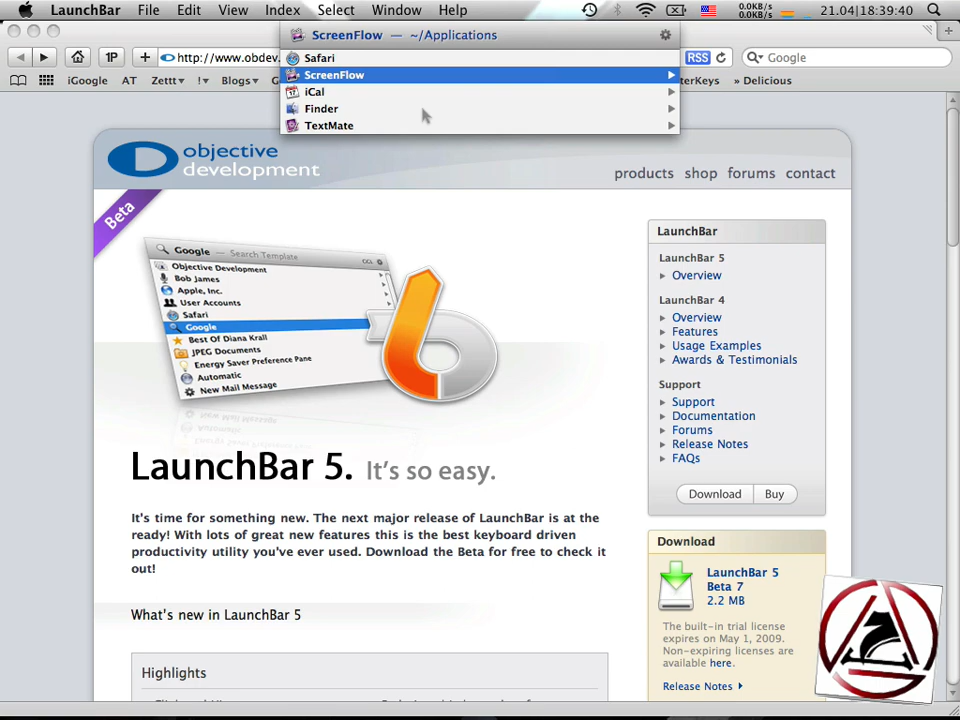 LaunchBar File Edit View Index Select Window Help 0.0KB/s 0.0KB/s 21.04|18:39:40
ScreenFlow — ~/Applications
Safari
ScreenFlow
iCal
Finder
TextMate
1P + http://www.obdev. RSS Google
iGoogle AT Zettt Blogs terKeys » Delicious
objective
development
products shop forums contact
Beta
Google — Search Template
Objective Development
Bob James
Apple, Inc.
User Accounts
Safari
Google
Best Of Diana Krall
JPEG Documents
Energy Saver Preference Pane
Automatic
New Mail Message
LaunchBar 5. It's so easy.
It's time for something new. The next major release of LaunchBar is at the
ready! With lots of great new features this is the best keyboard driven
productivity utility you've ever used. Download the Beta for free to check it
out!
What's new in LaunchBar 5
Highlights
LaunchBar
LaunchBar 5
Overview
LaunchBar 4
Overview
Features
Usage Examples
Awards & Testimonials
Support
Support
Documentation
Forums
Release Notes
FAQs
Download Buy
Download
LaunchBar 5
Beta 7
2.2 MB
The built-in trial license
expires on May 1, 2009.
Non-expiring licenses are
available here.
Release Notes